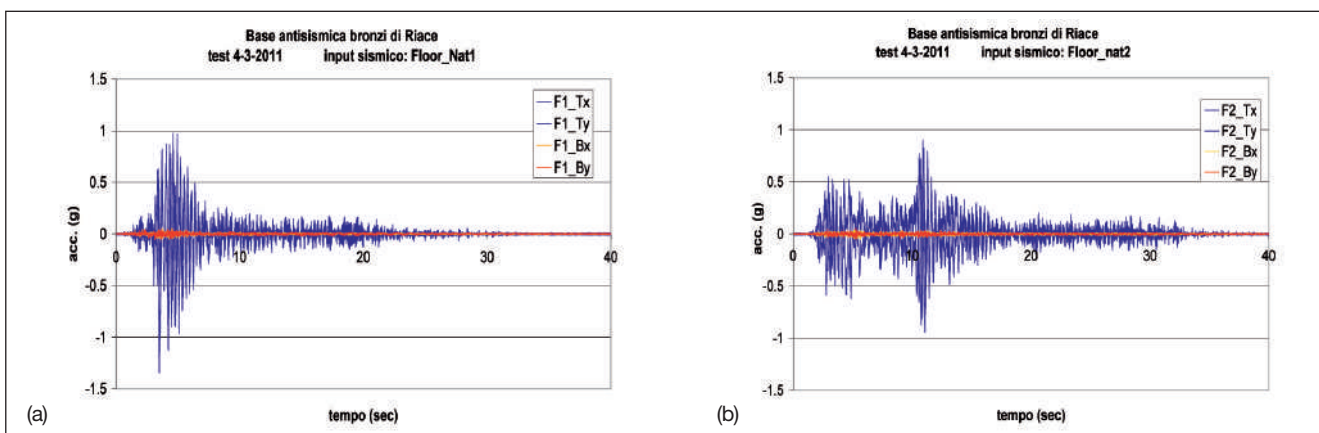 Base antisismica bronzi di Riace
test 4-3-2011 input sismico: Floor_Nat1
1.5
1
0.5
0
-0.5
-1
-1.5
acc. (g)
0 10 20 30 40
F1_Tx
F1_Ty
F1_Bx
F1_By
tempo (sec)
(a)
Base antisismica bronzi di Riace
test 4-3-2011 input sismico: Floor_nat2
1.5
1
0.5
0
-0.5
-1
-1.5
acc. (g)
0 10 20 30 40
F2_Tx
F2_Ty
F2_Bx
F2_By
tempo (sec)
(b)